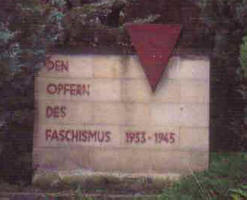 DEN
OPFERN
DES
FASCHISMUS 1933-1945